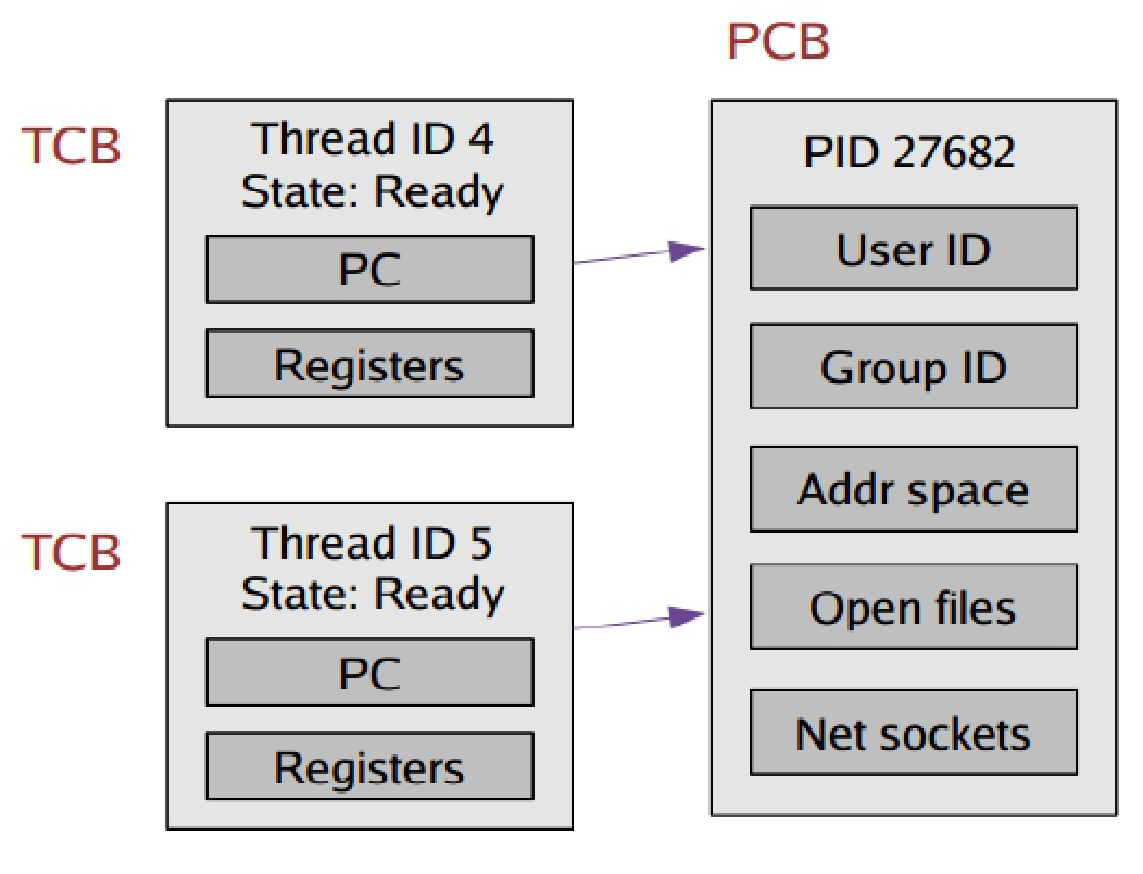 TCB
Thread ID 4
State: Ready
PC
Registers
TCB
Thread ID 5
State: Ready
PC
Registers
PCB
PID 27682
User ID
Group ID
Addr space
Open files
Net sockets